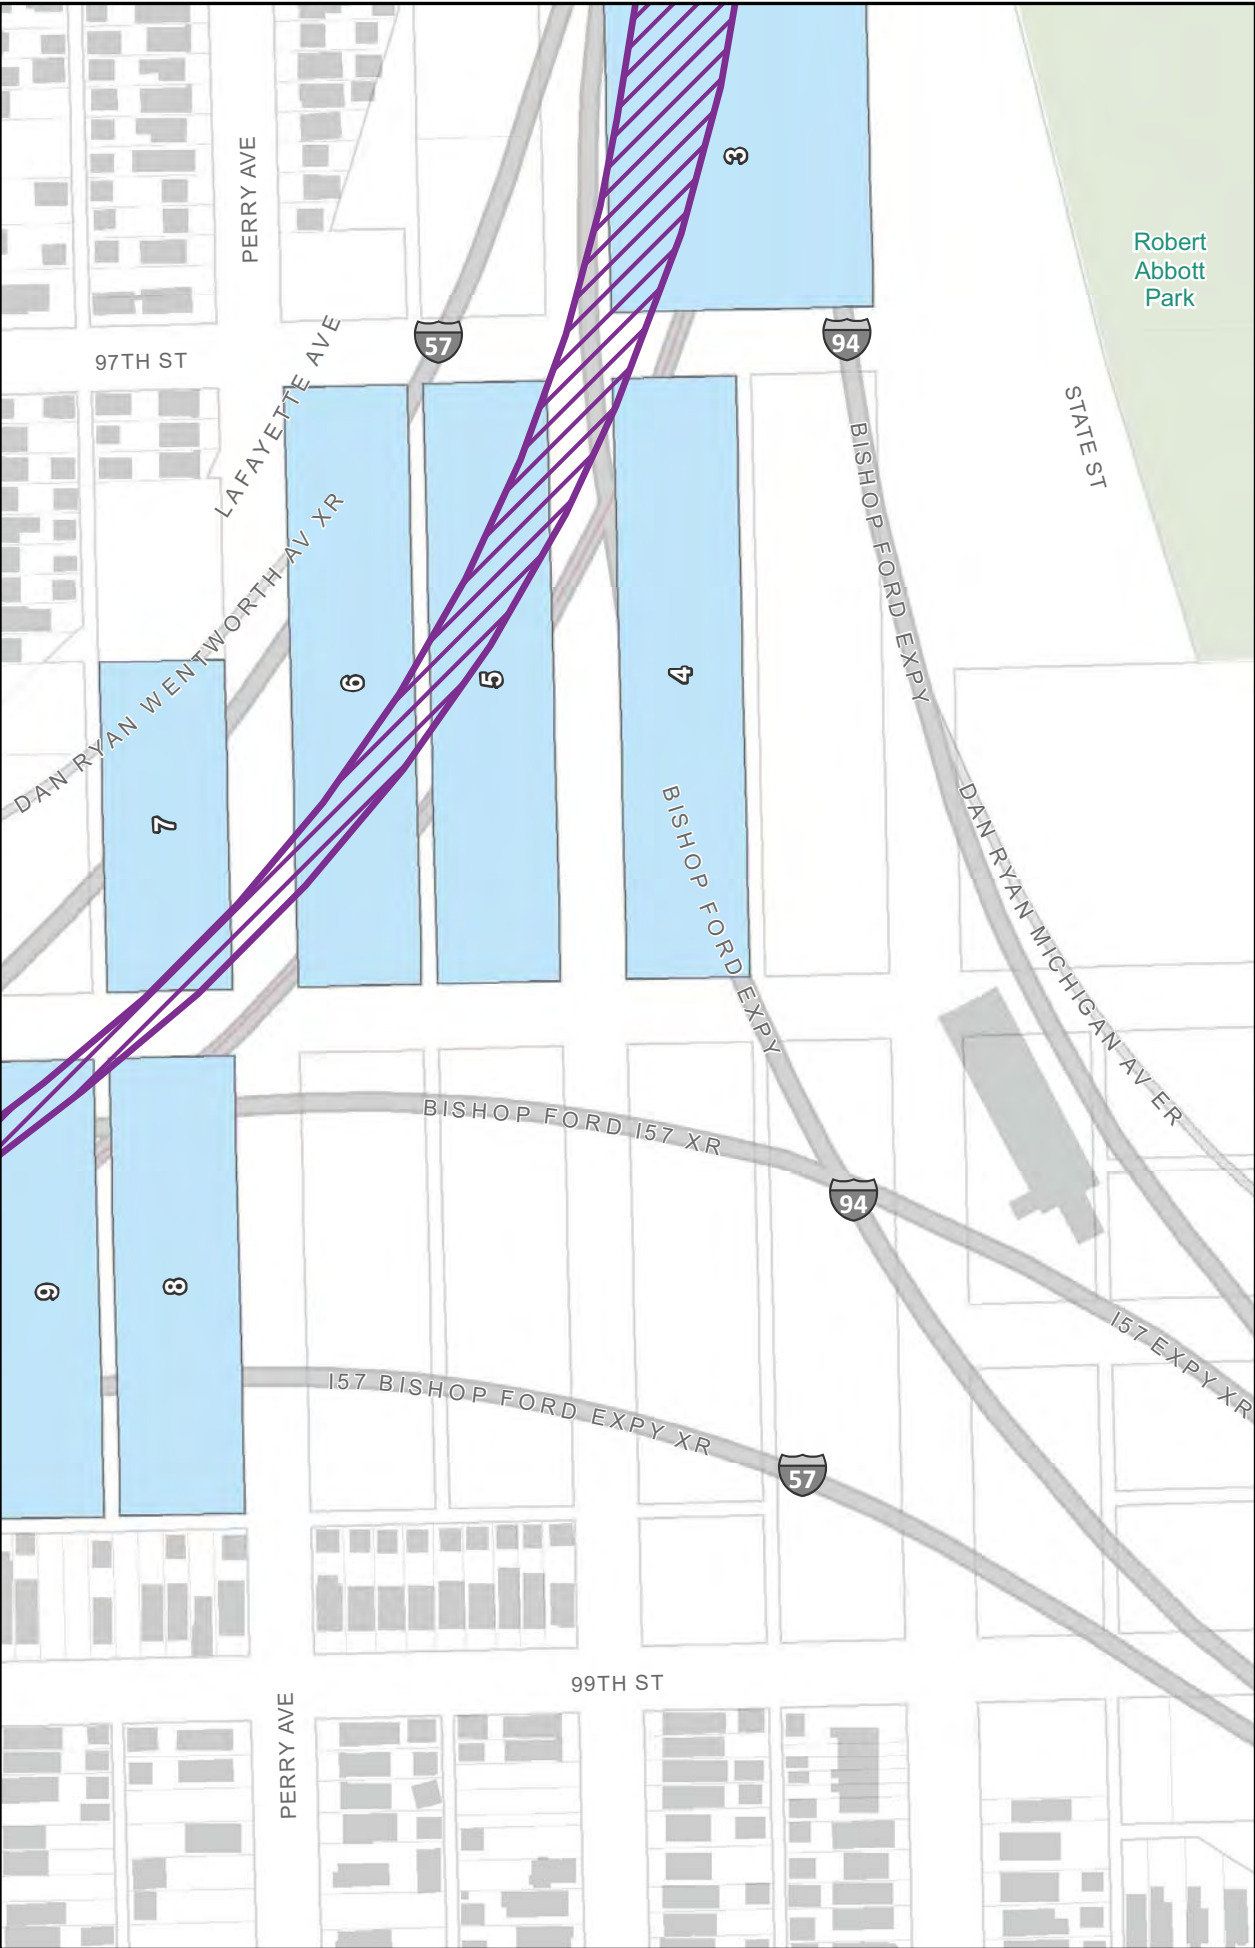 3
PERRY AVE
Robert
Abbott
Park
57
94
97TH ST
LAFAYETTE AVE
STATE ST
BISHOP FORD EXPY
DAN RYAN WENTWORTH AV XR
6
5
4
7
BISHOP FORD EXPY
DAN RYAN MICHIGAN AV ER
BISHOP FORD I57 XR
94
9
8
I57 EXPY XR
I57 BISHOP FORD EXPY XR
57
99TH ST
PERRY AVE